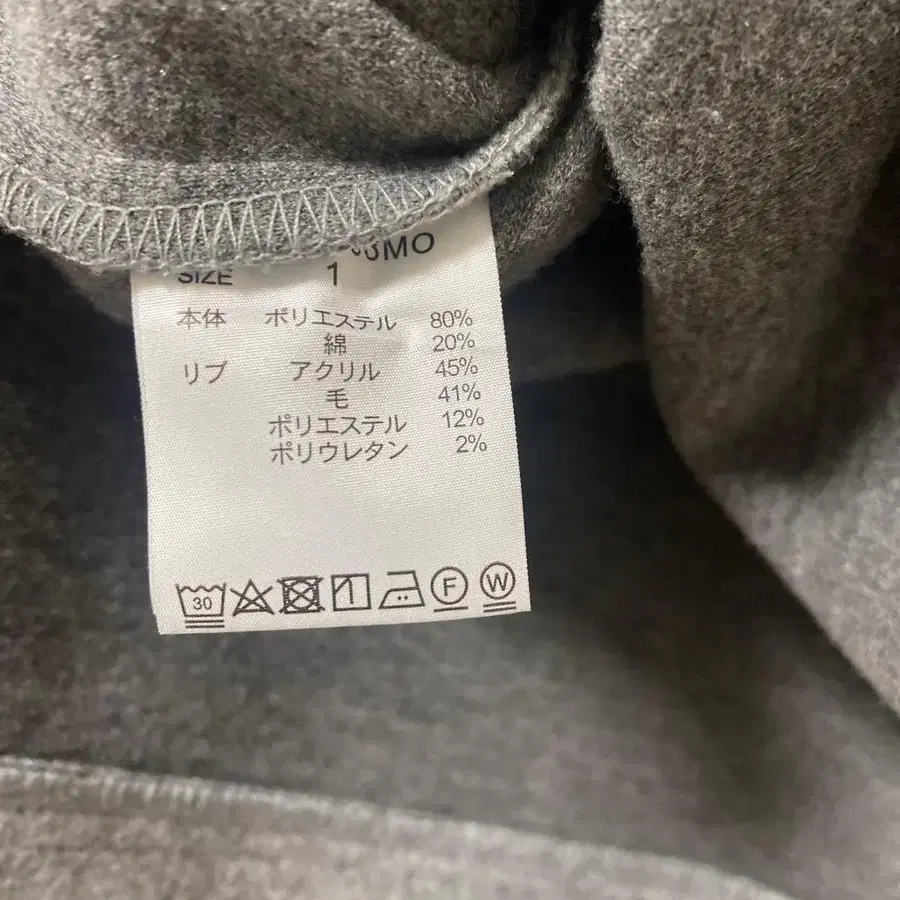 3MO
SIZE 1
本体 ポリエステル 80%
綿 20%
リブ アクリル 45%
毛 41%
ポリエステル 12%
ポリウレタン 2%
30 F W